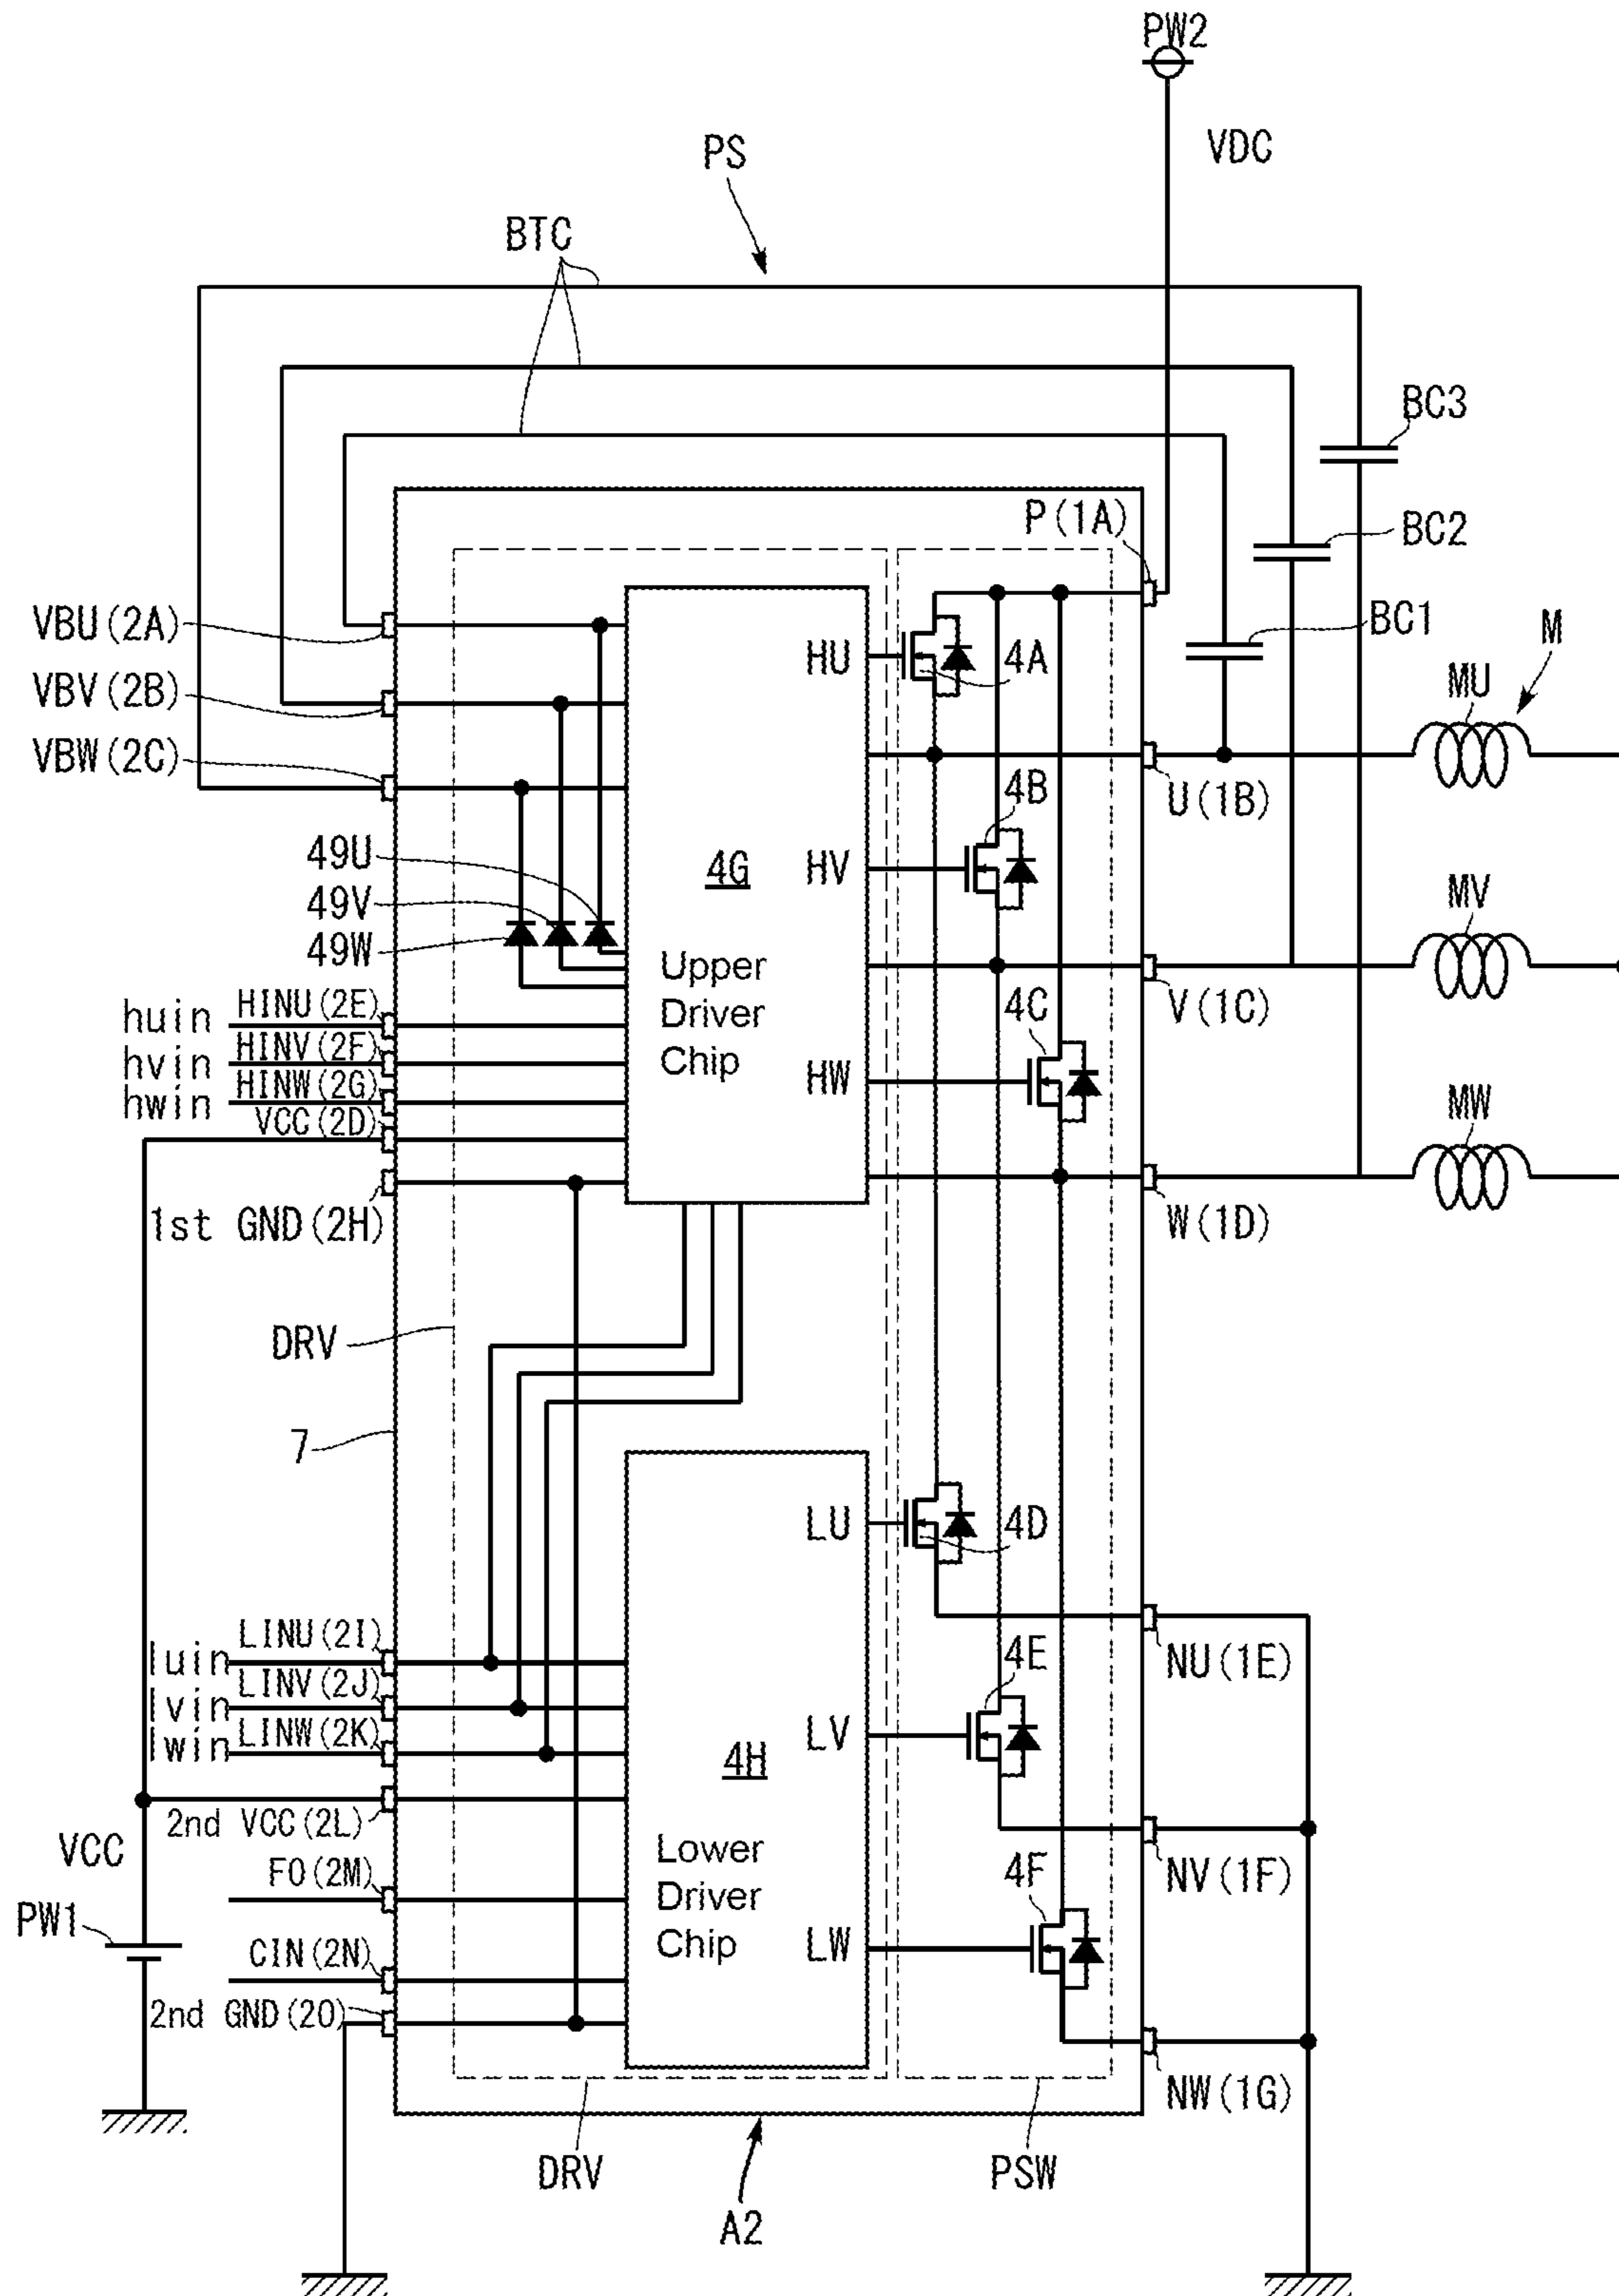 PW2
VDC
PS
BTC
BC3
P(1A)
BC2
VBU(2A)
BC1
M
HU
4A
MU
VBV(2B)
VBW(2C)
4B
U(1B)
49U
4G
HV
49V
MV
49W
Upper
Driver
Chip
4C
V(1C)
huin
HINU(2E)
hvin
HINV(2F)
HW
hwin
HINW(2G)
MW
VCC(2D)
1st GND(2H)
W(1D)
DRV
7
LU
4D
luin
LINU(2I)
NU(1E)
4E
lvin
LINV(2J)
lwin
LINW(2K)
LV
4H
2nd VCC(2L)
VCC
Lower
Driver
Chip
FO(2M)
4F
NV(1F)
PW1
CIN(2N)
LW
2nd GND(2O)
NW(1G)
DRV
PSW
A2